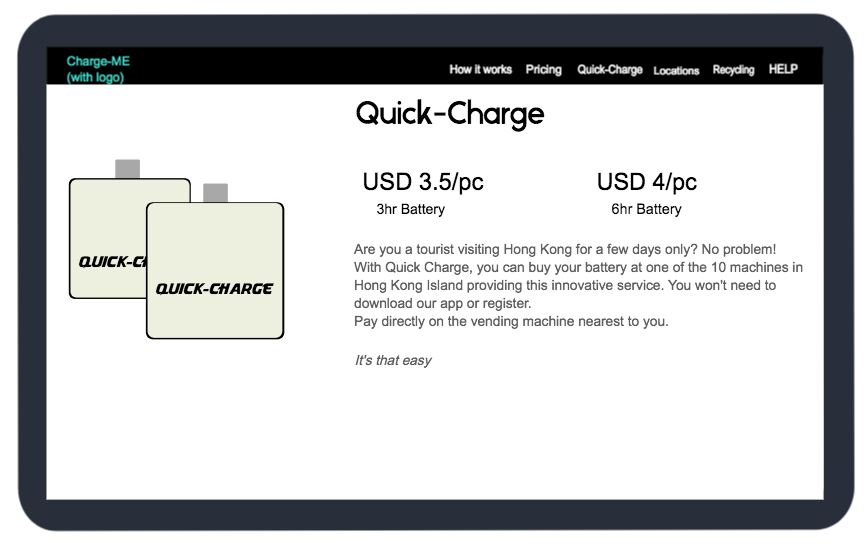 Charge-ME
(with logo)
How it works Pricing Quick-Charge Locations Recycling HELP
Quick-Charge
USD 3.5/pc USD 4/pc
3hr Battery 6hr Battery
QUICK-CH
QUICK-CHARGE
Are you a tourist visiting Hong Kong for a few days only? No problem!
With Quick Charge, you can buy your battery at one of the 10 machines in
Hong Kong Island providing this innovative service. You won't need to
download our app or register.
Pay directly on the vending machine nearest to you.
It's that easy